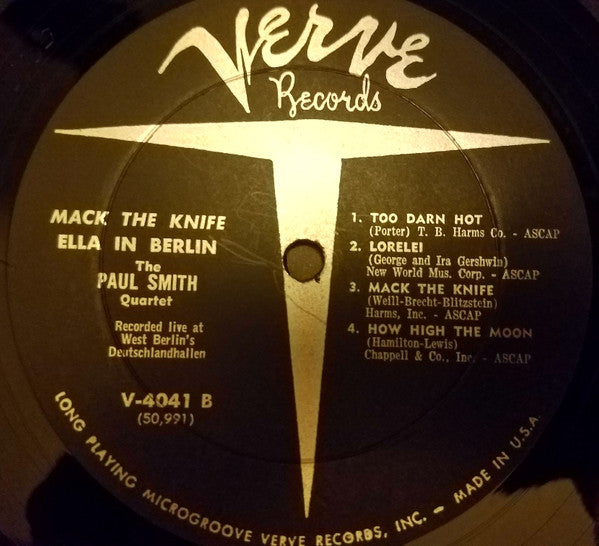 Verve
Records
MACK THE KNIFE
ELLA IN BERLIN
The
PAUL SMITH
Quartet
Recorded live at
West Berlin's
Deutschlandhallen
V-4041 B
(50,991)
1. TOO DARN HOT
(Porter) T. B. Harms Co. - ASCAP
2. LORELEI
(George and Ira Gershwin)
New World Mus. Corp. - ASCAP
3. MACK THE KNIFE
(Weill-Brecht-Blitzstein)
Harms, Inc. - ASCAP
4. HOW HIGH THE MOON
(Hamilton-Lewis)
Chappell & Co., Inc. - ASCAP
LONG PLAYING MICROGROOVE VERVE RECORDS, INC. - MADE IN U.S.A.